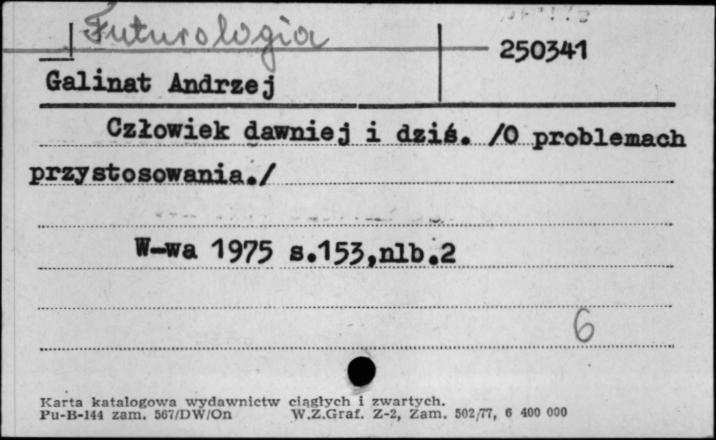 Futurologia
250341
Galinat Andrzej
Człowiek dawniej i dziś. /O problemach
przystosowania./
W-wa 1975 s.153,nlb.2
6
Karta katalogowa wydawnictw ciągłych i zwartych.
Pu-B-144 zam. 567/DW/On W.Z.Graf. Z-2, Zam. 502/77, 6 400 000